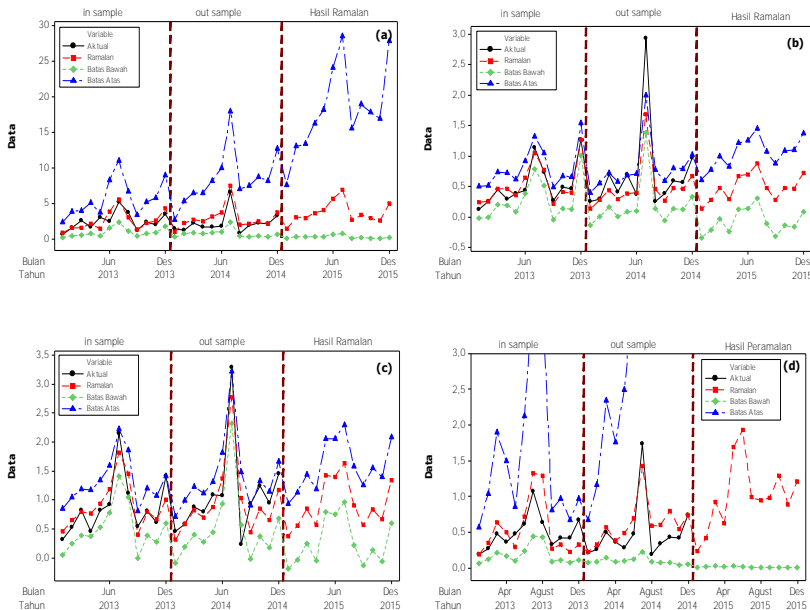 in sample out sample Hasil Ramalan
(a)
Variable
Aktual
Ramalan
Batas Bawah
Batas Atas
Data
30
25
20
15
10
5
0
Bulan Jun Des Jun Des Jun Des
Tahun 2013 2013 2014 2014 2015 2015
in sample out sample Hasil Ramalan
(b)
Variable
Aktual
Ramalan
Batas Bawah
Batas Atas
Data
3,0
2,5
2,0
1,5
1,0
0,5
0,0
-0,5
Bulan Jun Des Jun Des Jun Des
Tahun 2013 2013 2014 2014 2015 2015
in sample out sample Hasil Ramalan
(c)
Variable
Aktual
Ramalan
Batas Bawah
Batas Atas
Data
3,5
3,0
2,5
2,0
1,5
1,0
0,5
0,0
Bulan Jun Des Jun Des Jun Des
Tahun 2013 2013 2014 2014 2015 2015
in sample out sample Hasil Peramalan
(d)
Variable
Aktual
Ramalan
Batas Bawah
Batas Atas
Data
3,0
2,5
2,0
1,5
1,0
0,5
0,0
Bulan Apr Agust Des Apr Agust Des Apr Agust Des
Tahun 2013 2013 2013 2014 2014 2014 2015 2015 2015